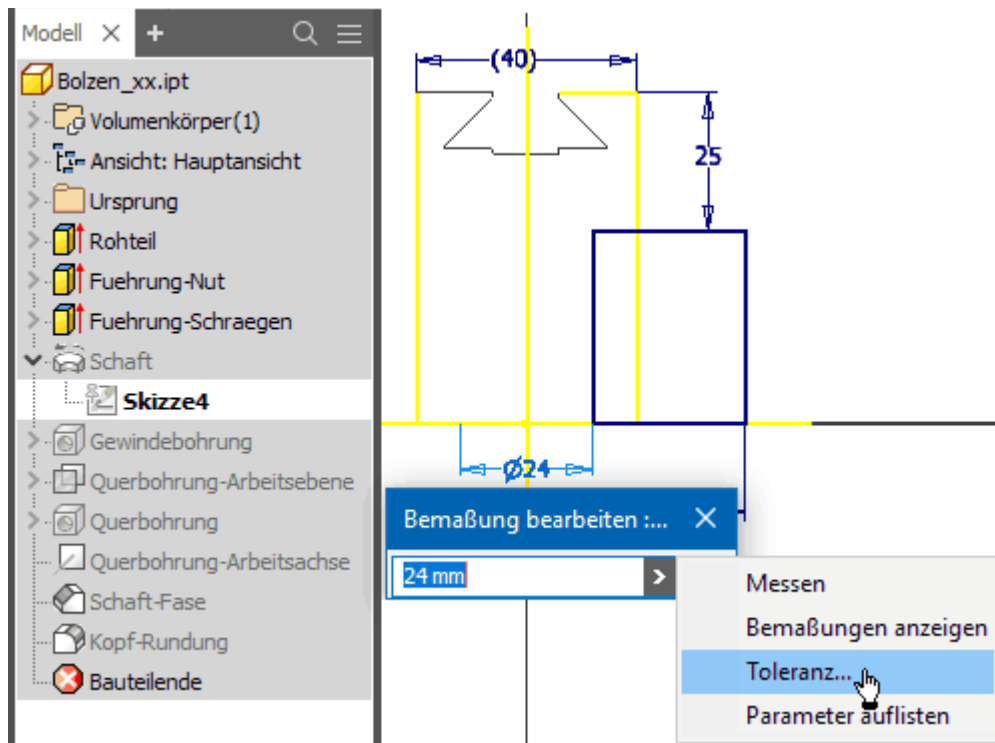 Modell
Bolzen_xx.ipt
Volumenkörper(1)
Ansicht: Hauptansicht
Ursprung
Rohteil
Fuehrung-Nut
Fuehrung-Schraegen
Schaft
Skizze4
Gewindebohrung
Querbohrung-Arbeitsebene
Querbohrung
Querbohrung-Arbeitsachse
Schaft-Fase
Kopf-Rundung
Bauteilende
(40)
25
Ø24
Bemaßung bearbeiten :...
24 mm
Messen
Bemaßungen anzeigen
Toleranz...
Parameter auflisten